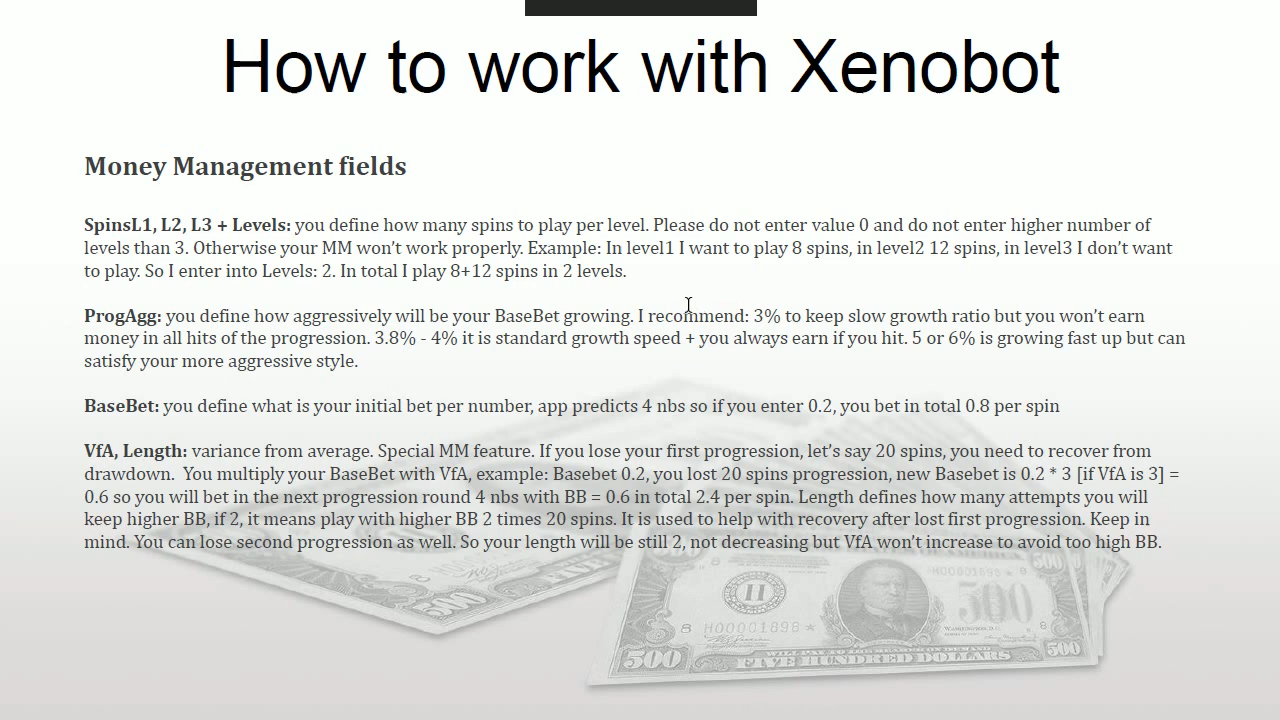 How to work with Xenobot
Money Management fields
SpinsL1, L2, L3 + Levels: you define how many spins to play per level. Please do not enter value 0 and do not enter higher number of
levels than 3. Otherwise your MM won't work properly. Example: In level1 I want to play 8 spins, in level2 12 spins, in level3 I don't want
to play. So I enter into Levels: 2. In total I play 8+12 spins in 2 levels.
ProgAgg: you define how aggressively will be your BaseBet growing. I recommend: 3% to keep slow growth ratio but you won't earn
money in all hits of the progression. 3.8% - 4% it is standard growth speed + you always earn if you hit. 5 or 6% is growing fast up but can
satisfy your more aggressive style.
BaseBet: you define what is your initial bet per number, app predicts 4 nbs so if you enter 0.2, you bet in total 0.8 per spin
VfA, Length: variance from average. Special MM feature. If you lose your first progression, let's say 20 spins, you need to recover from
drawdown.  You multiply your BaseBet with VfA, example: Basebet 0.2, you lost 20 spins progression, new Basebet is 0.2 * 3 [if VfA is 3] =
0.6 so you will bet in the next progression round 4 nbs with BB = 0.6 in total 2.4 per spin. Length defines how many attempts you will
keep higher BB, if 2, it means play with higher BB 2 times 20 spins. It is used to help with recovery after lost first progression. Keep in
mind. You can lose second progression as well. So your length will be still 2, not decreasing but VfA won't increase to avoid too high BB.
500
H00001898 *
500
WASHINGTON, D.C.
500
FIVE HUNDRED DOLLARS
500